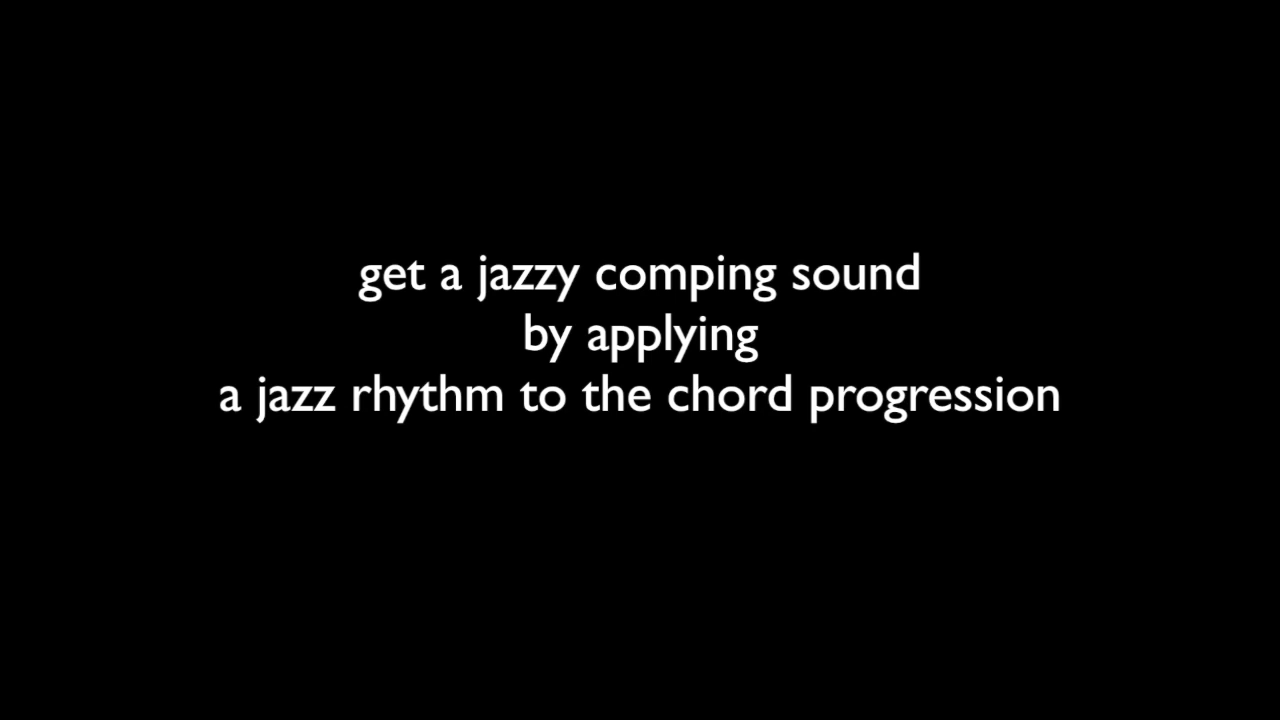 get a jazzy comping sound
by applying
a jazz rhythm to the chord progression